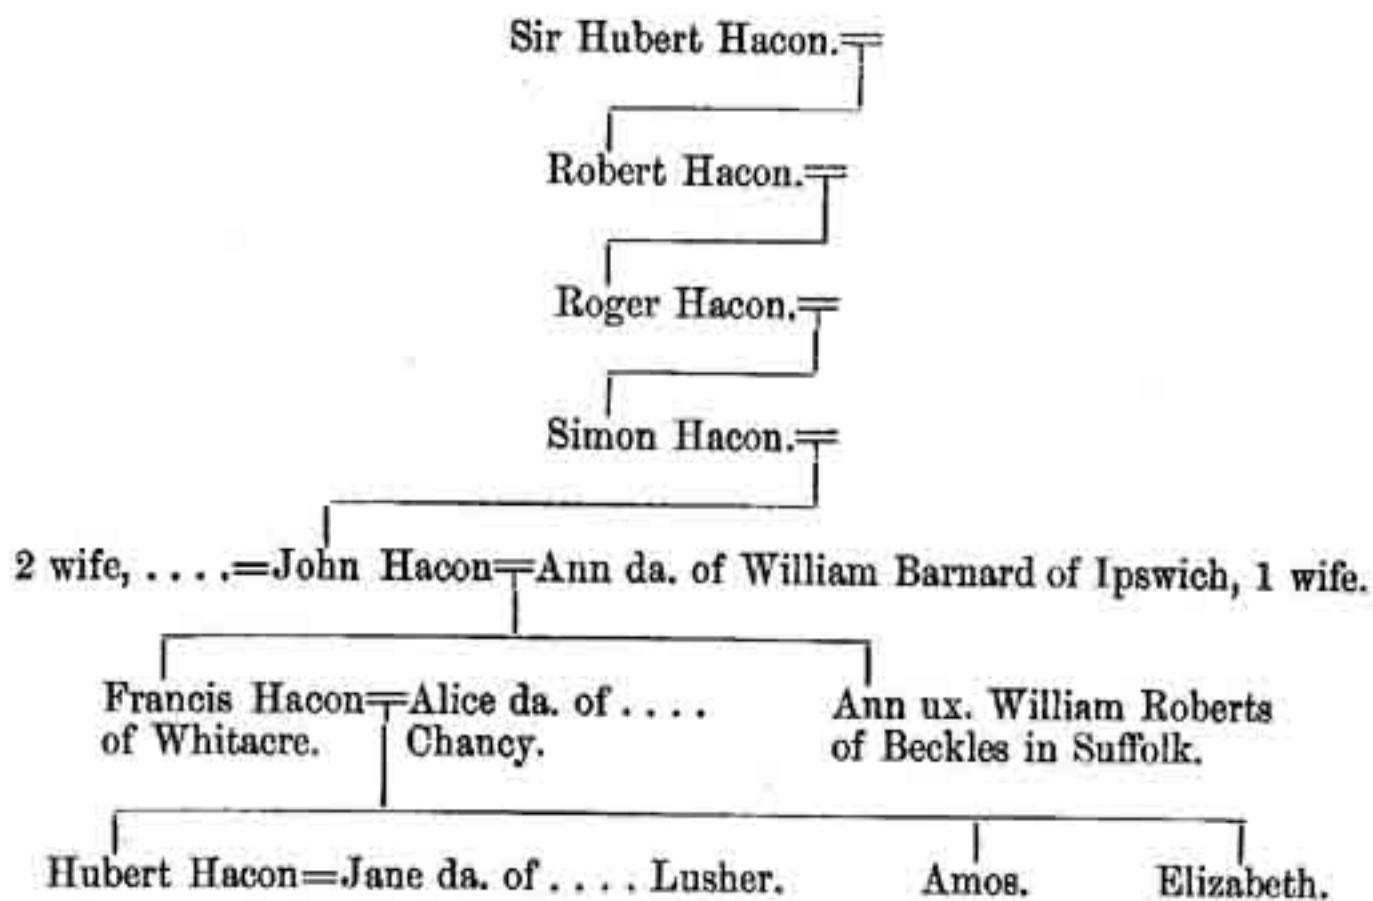 Sir Hubert Hacon.
Robert Hacon.
Roger Hacon.
Simon Hacon.
2 wife, . . . .=John Hacon=Ann da. of William Barnard of Ipswich, 1 wife.
Francis Hacon=Alice da. of . . . .
of Whitacre. Chancy.
Ann ux. William Roberts
of Beckles in Suffolk.
Hubert Hacon=Jane da. of . . . . Lusher.
Amos.
Elizabeth.